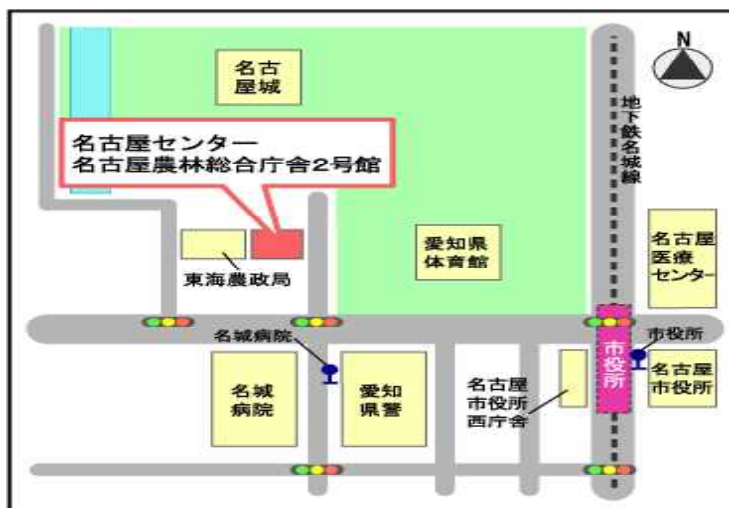 名古
屋城
N
地下鉄名城線
名古屋センター
名古屋農林総合庁舎2号館
愛知県
体育館
名古屋
医療
センター
東海農政局
名城病院
市役所
市役所
名城
病院
愛知
県警
名古屋
市役所
西庁舎
名古屋
市役所